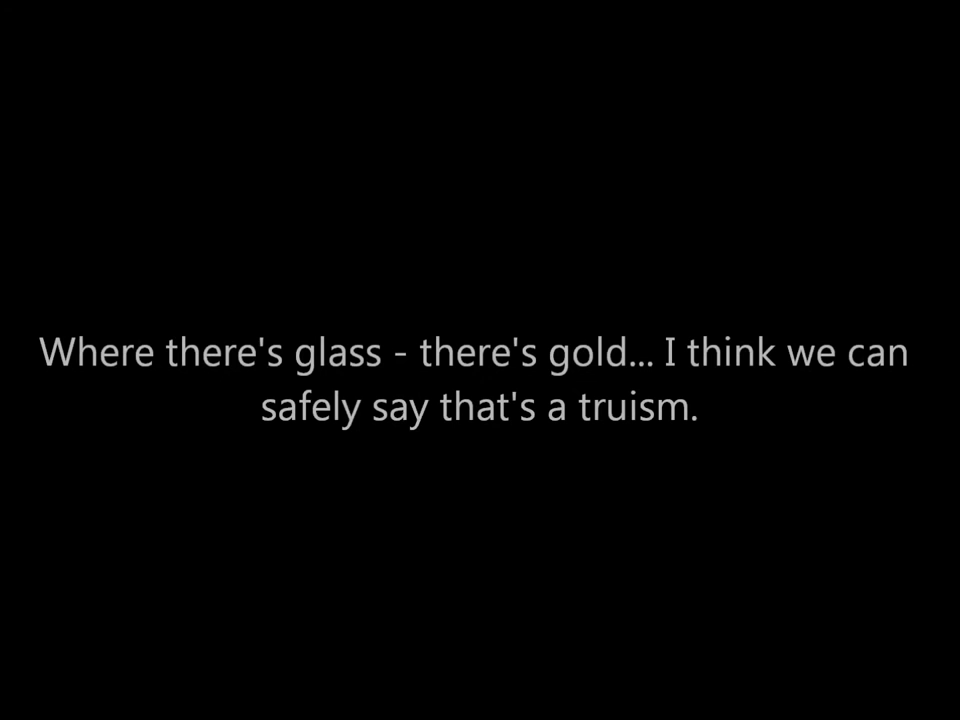 Where there's glass - there's gold... I think we can
safely say that's a truism.